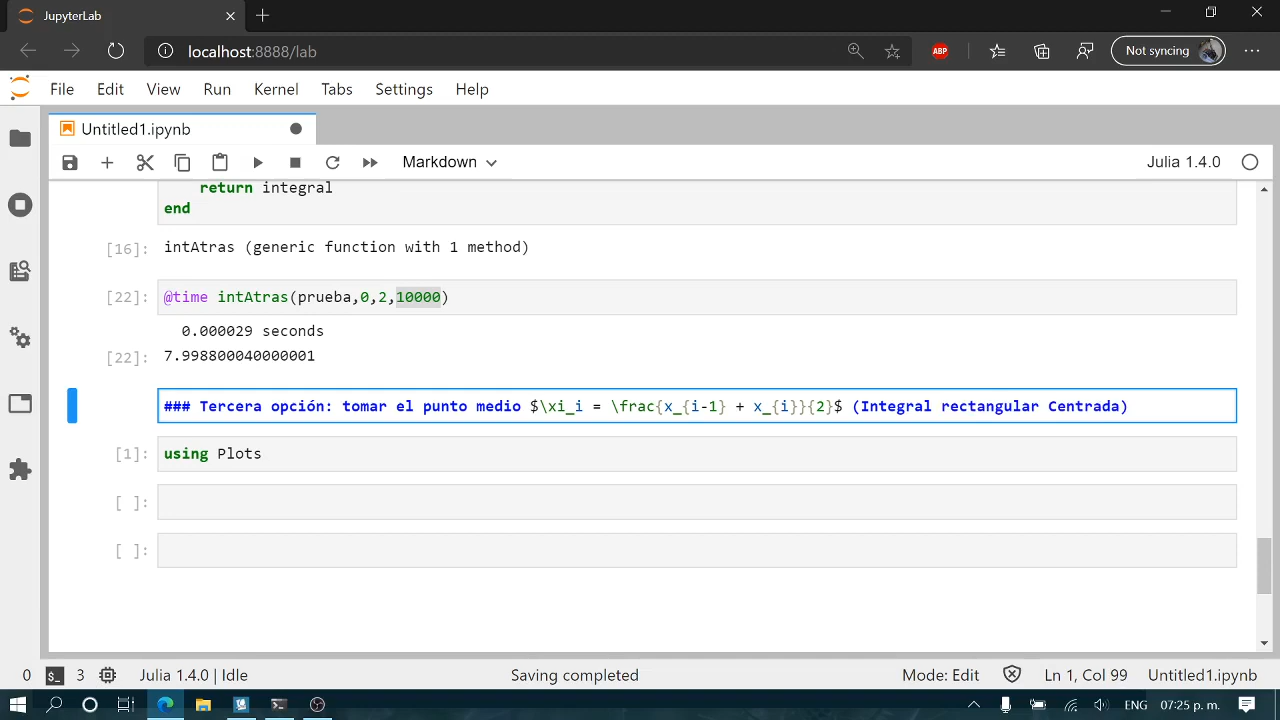 JupyterLab
localhost:8888/lab
ABP
Not syncing
File Edit View Run Kernel Tabs Settings Help
Untitled1.ipynb
Markdown
Julia 1.4.0
return integral
end
[16]: intAtras (generic function with 1 method)
[22]: @time intAtras(prueba,0,2,10000)
0.000029 seconds
[22]: 7.998800040000001
### Tercera opción: tomar el punto medio $\xi_i = \frac{x_{i-1} + x_{i}}{2}$ (Integral rectangular Centrada)
[1]: using Plots
[ ]:
[ ]:
0 3 Julia 1.4.0 | Idle Saving completed Mode: Edit Ln 1, Col 99 Untitled1.ipynb
ENG 07:25 p. m.